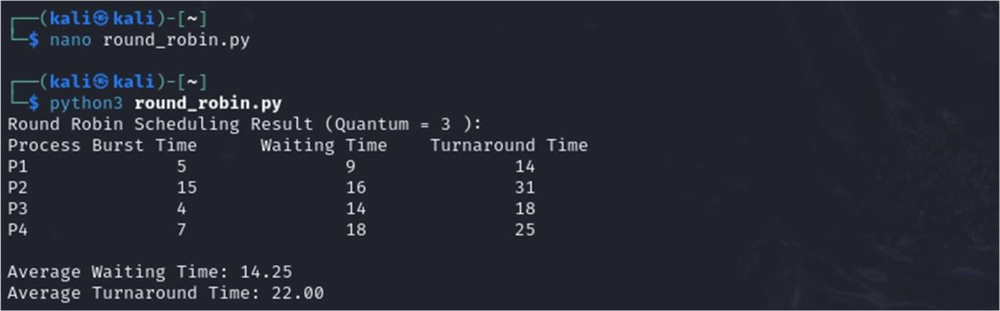 ┌──(kali㉿kali)-[~]
└─$ nano round_robin.py
┌──(kali㉿kali)-[~]
└─$ python3 round_robin.py
Round Robin Scheduling Result (Quantum = 3 ):
Process Burst Time      Waiting Time    Turnaround Time
P1              5               9               14
P2              15              16              31
P3              4               14              18
P4              7               18              25
Average Waiting Time: 14.25
Average Turnaround Time: 22.00